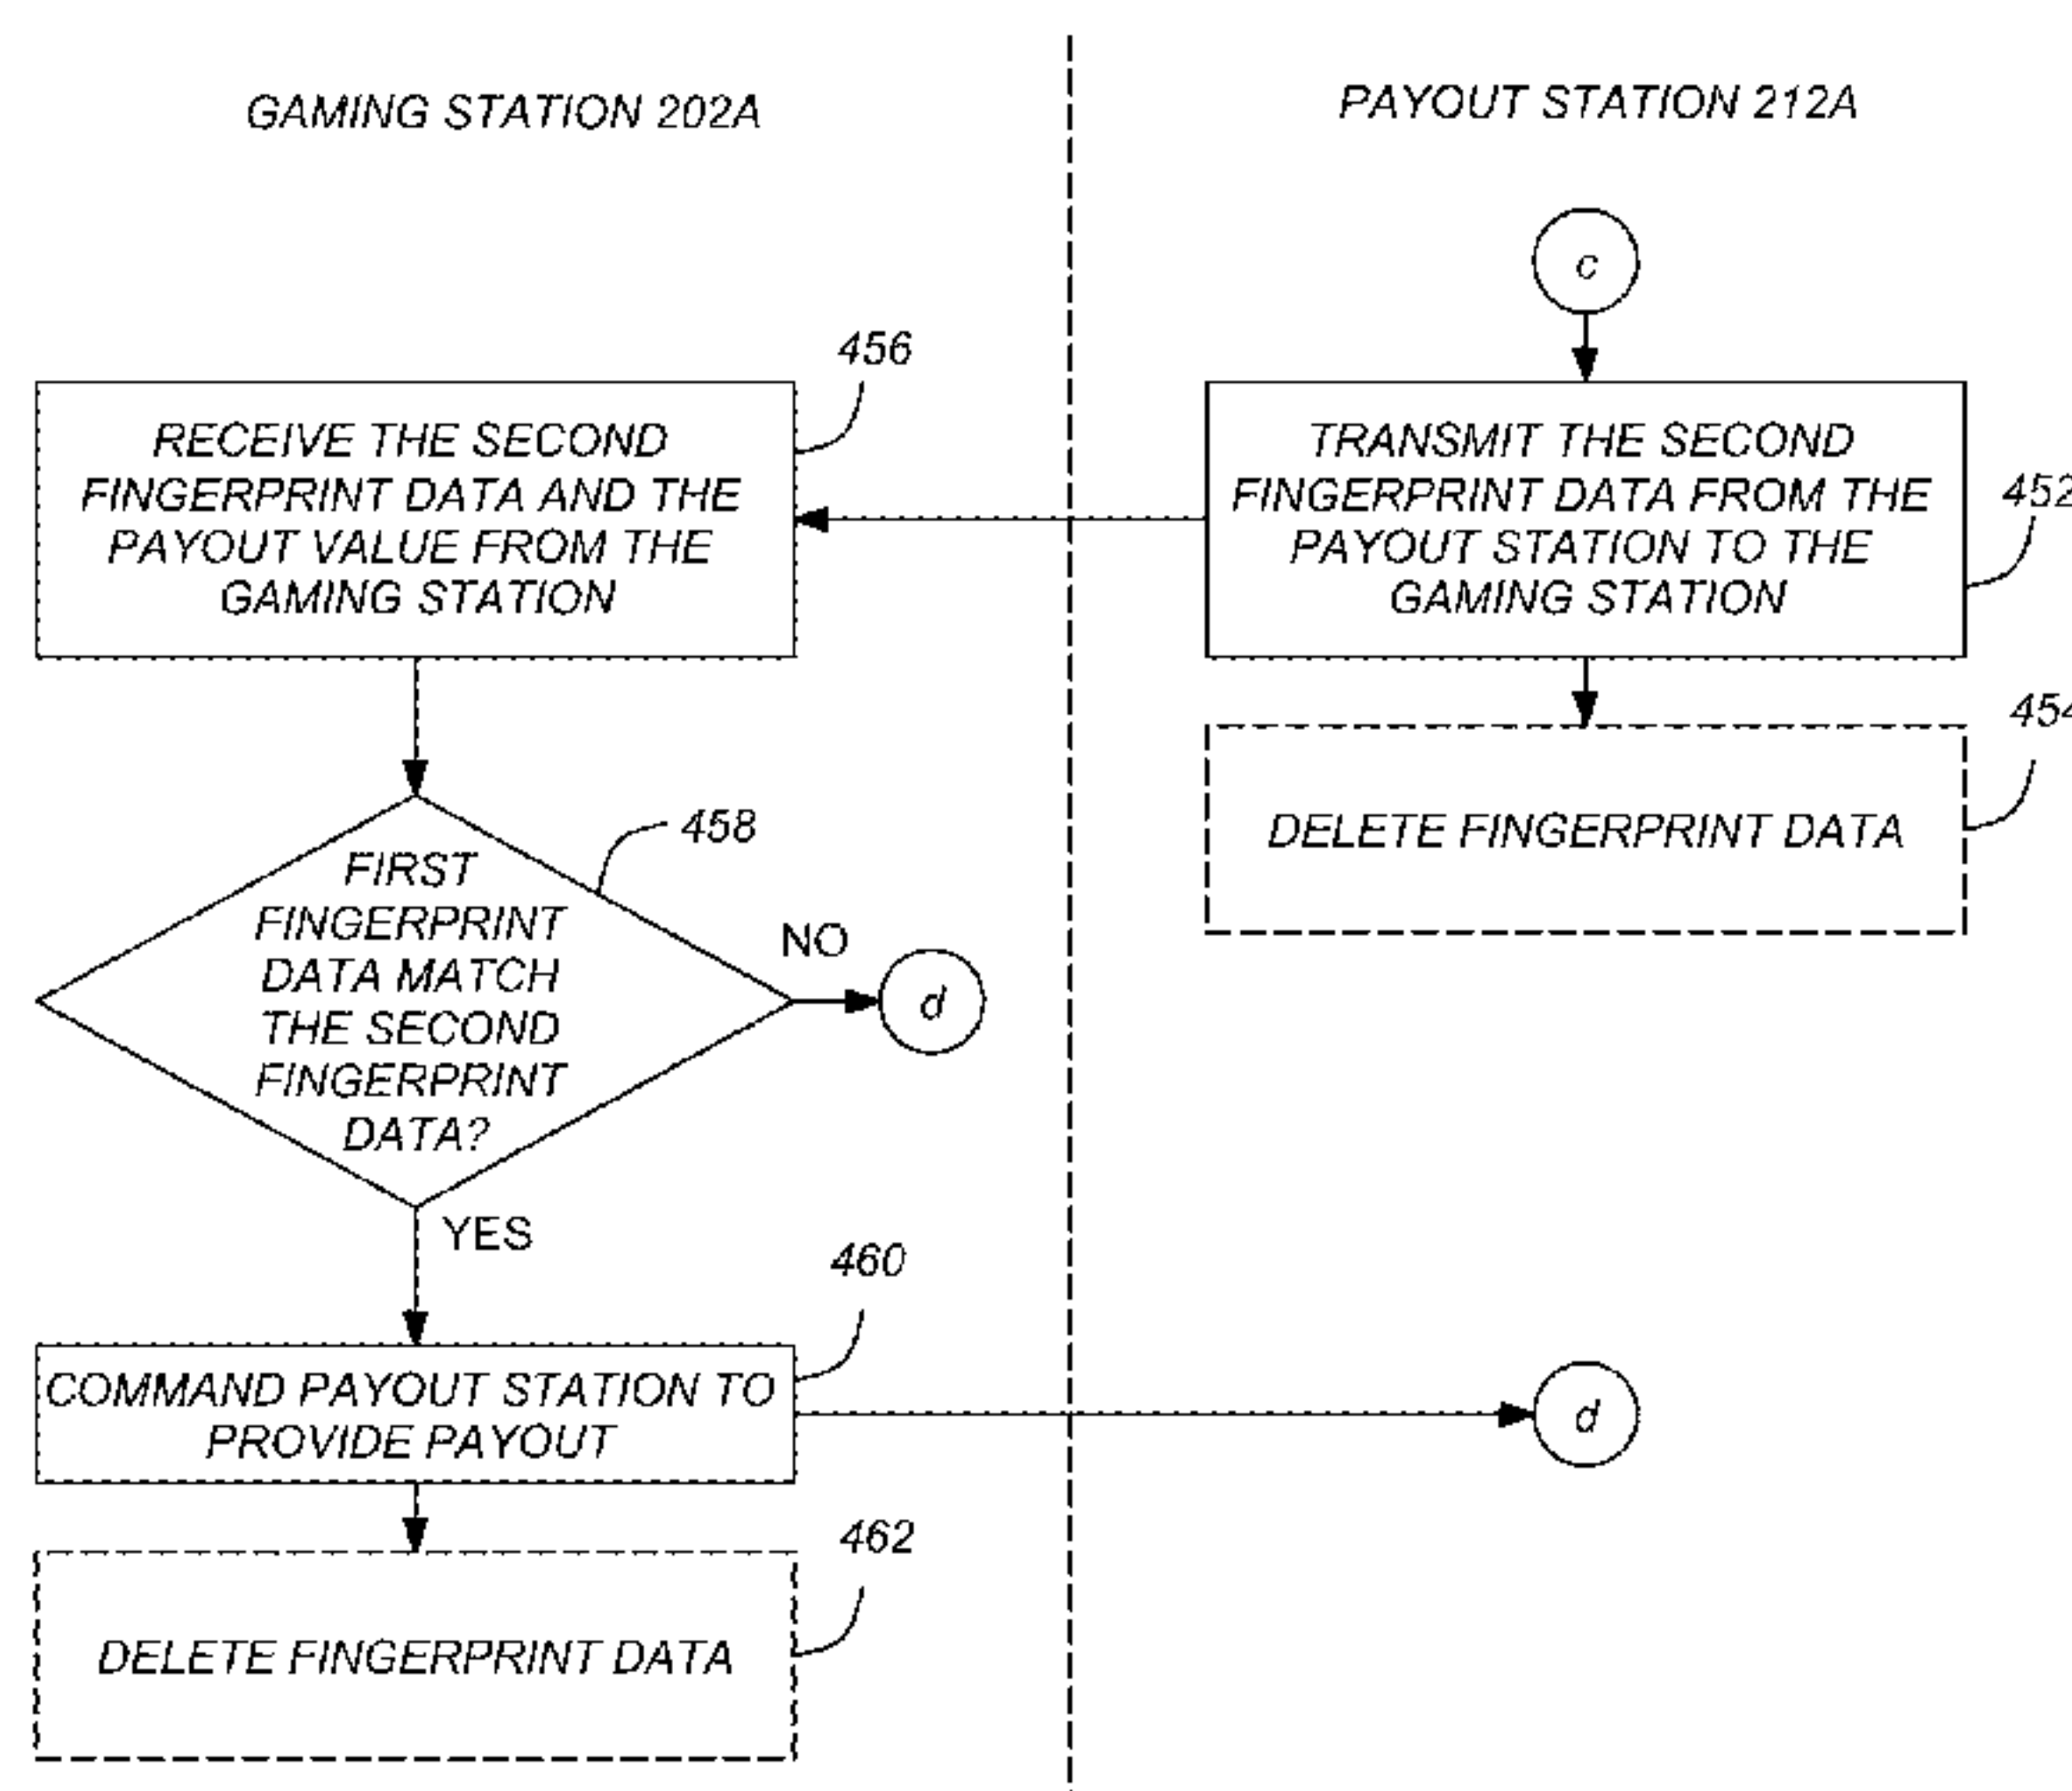 GAMING STATION 202A
PAYOUT STATION 212A
c
456
RECEIVE THE SECOND
FINGERPRINT DATA AND THE
PAYOUT VALUE FROM THE
GAMING STATION
TRANSMIT THE SECOND
FINGERPRINT DATA FROM THE
PAYOUT STATION TO THE
GAMING STATION
452
454
DELETE FINGERPRINT DATA
458
FIRST
FINGERPRINT
DATA MATCH
THE SECOND
FINGERPRINT
DATA?
NO
d
YES
460
COMMAND PAYOUT STATION TO
PROVIDE PAYOUT
d
462
DELETE FINGERPRINT DATA